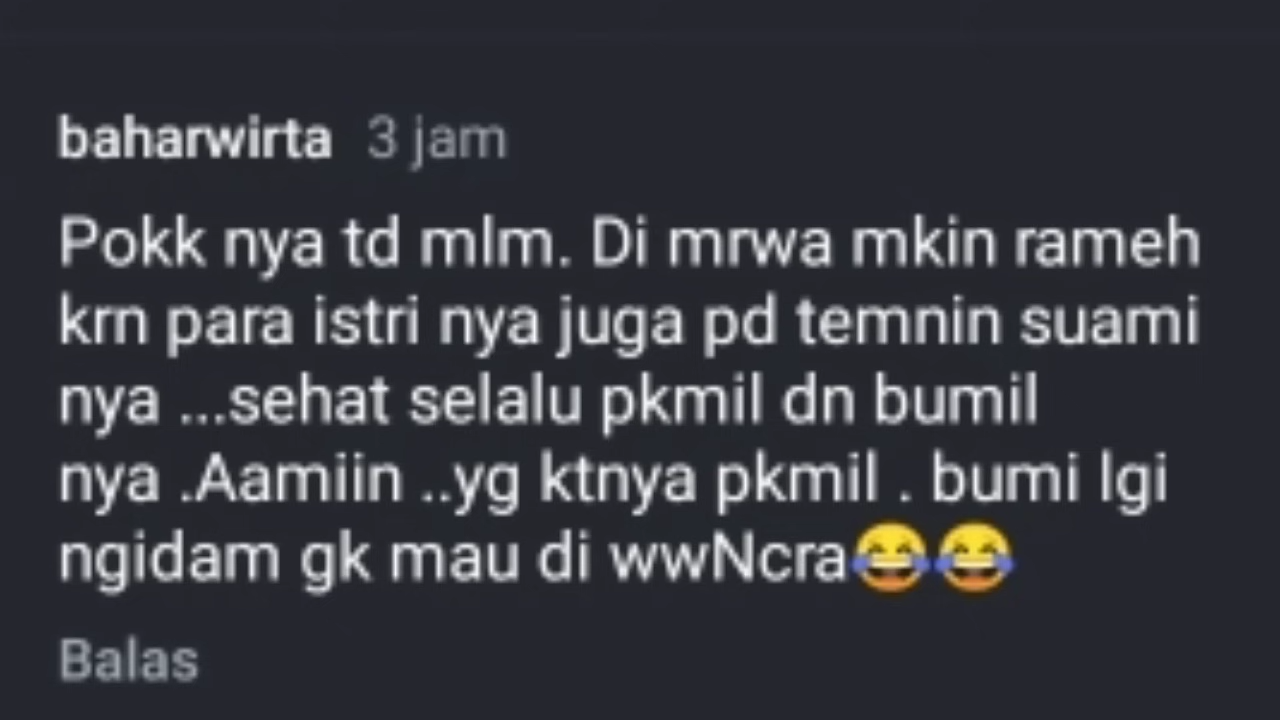 baharwirta 3 jam
Pokk nya td mlm. Di mrwa mkin rameh
krn para istri nya juga pd temnin suami
nya ...sehat selalu pkmil dn bumil
nya .Aamiin ..yg ktnya pkmil . bumi lgi
ngidam gk mau di wwNcra😂😂
Balas